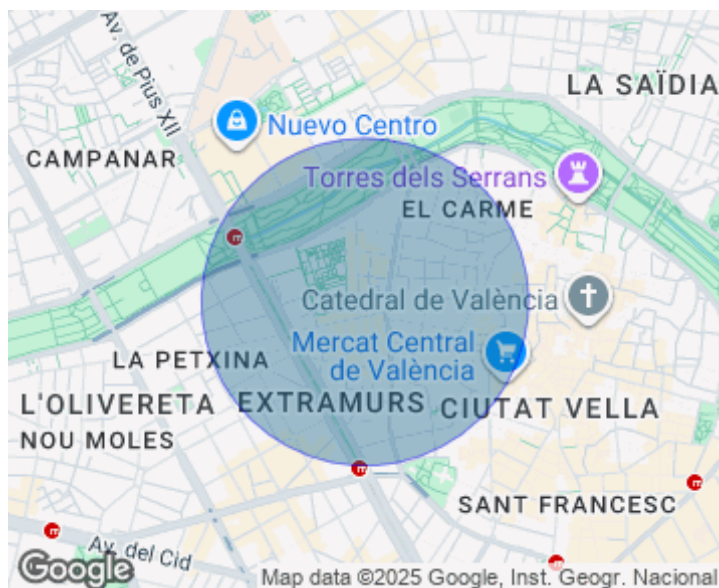 Av. de Pius XII
LA SAÏDIA
Nuevo Centro
CAMPANAR
Torres dels Serrans
EL CARME
Catedral de València
Mercat Central
de València
LA PETXINA
L'OLIVERETA
EXTRAMURS
CIUTAT VELLA
NOU MOLES
SANT FRANCESC
Av. del Cid
Google
Map data ©2025 Google, Inst. Geogr. Nacional